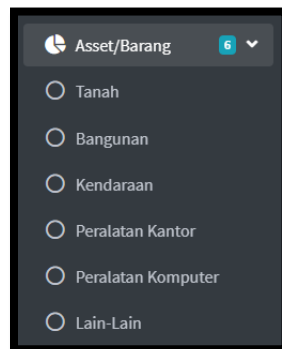 Asset/Barang 6
Tanah
Bangunan
Kendaraan
Peralatan Kantor
Peralatan Komputer
Lain-Lain